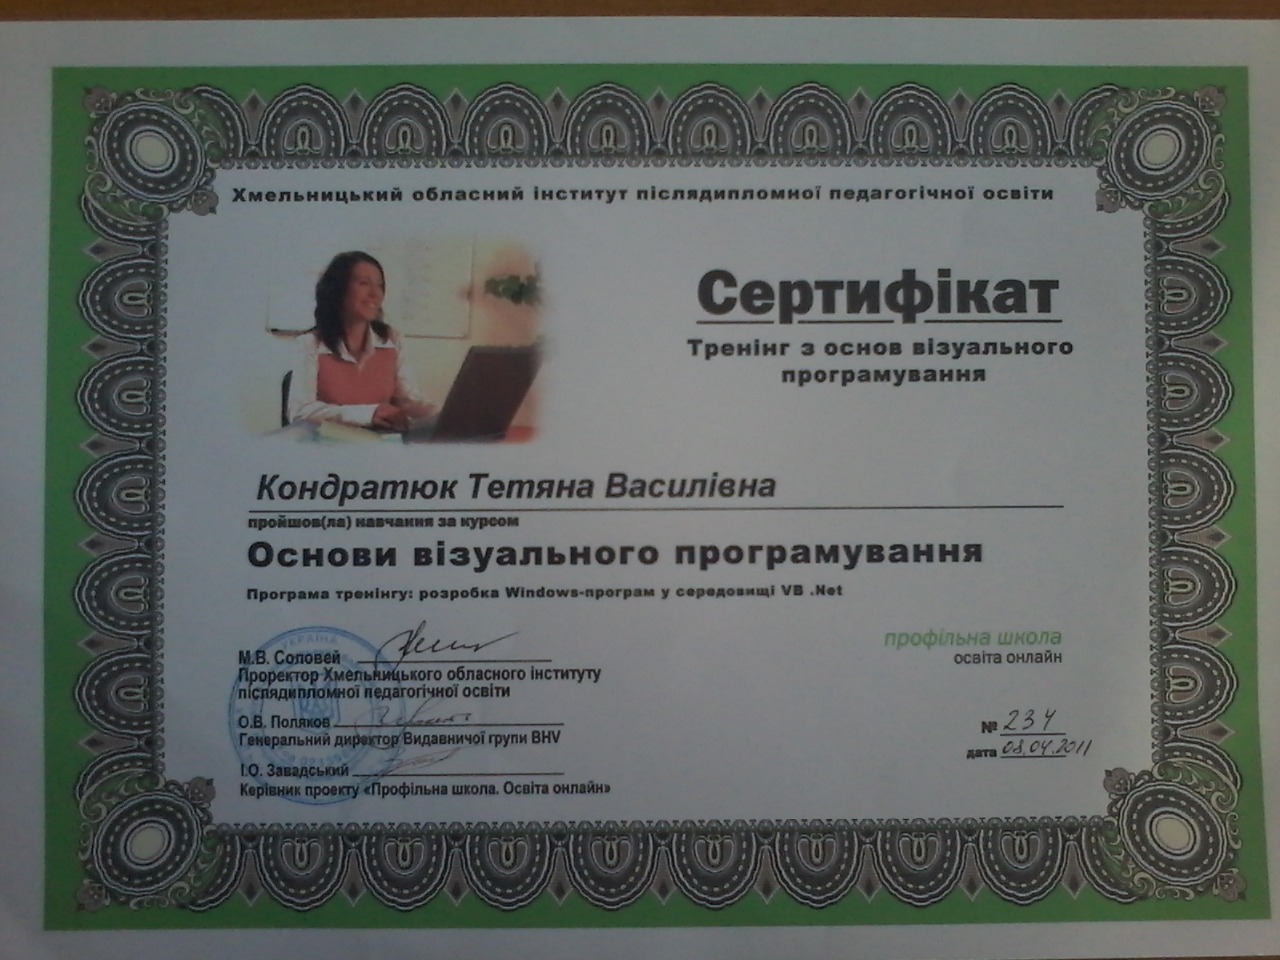 Хмельницький обласний інститут післядипломної педагогічної освіти
Сертифікат
Тренінг з основ візуального
програмування
Кондратюк Тетяна Василівна
пройшов(ла) навчання за курсом
Основи візуального програмування
Програма тренінгу: розробка Windows-програм у середовищі VB .Net
М.В. Соловей
Проректор Хмельницького обласного інституту
післядипломної педагогічної освіти
О.В. Поляков
Генеральний директор Видавничої групи BHV
І.О. Завадський
Керівник проекту «Профільна школа. Освіта онлайн»
профільна школа
освіта онлайн
№ 234
дата 08.04.2011
УКРАЇНА